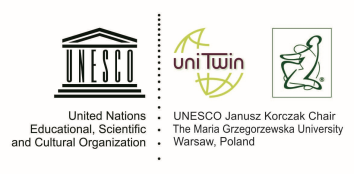 UNESCO
uniTwin
®
United Nations
Educational, Scientific
and Cultural Organization
UNESCO Janusz Korczak Chair
The Maria Grzegorzewska University
Warsaw, Poland